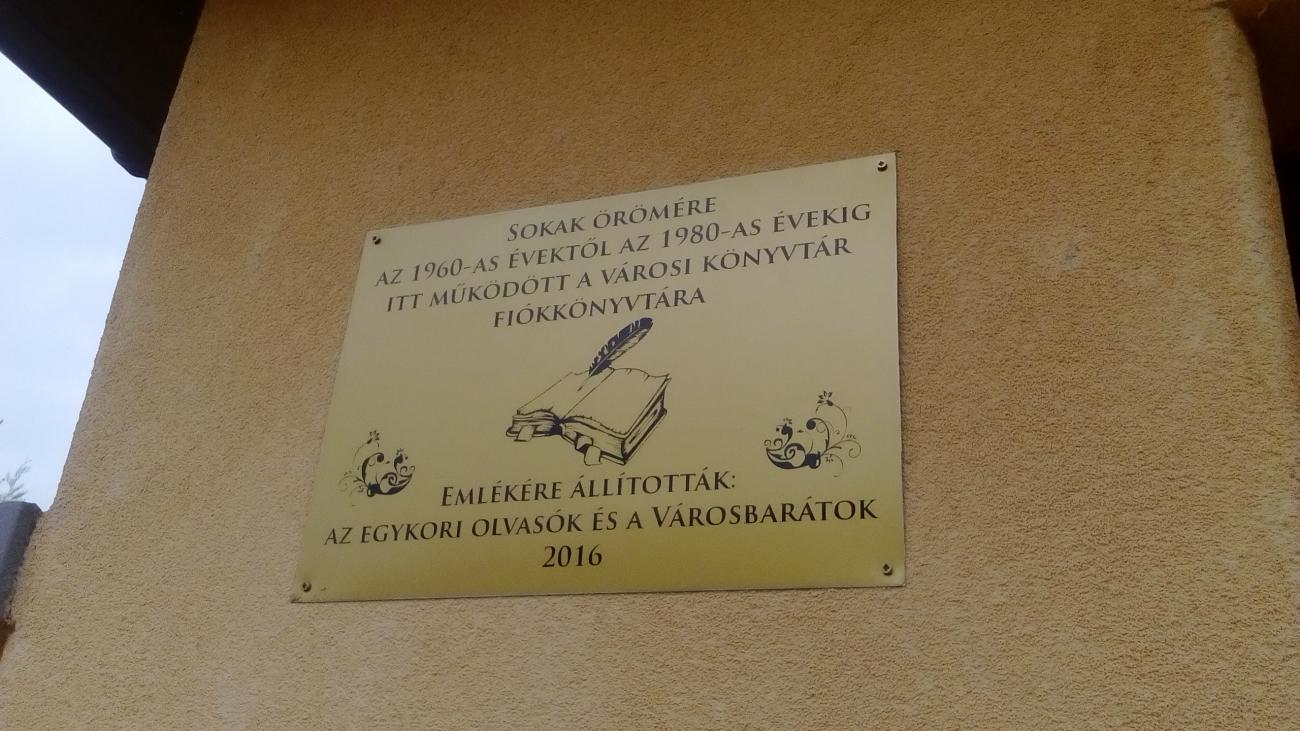 SOKAK ÖRÖMÉRE
AZ 1960-AS ÉVEKTŐL AZ 1980-AS ÉVEKIG
ITT MŰKÖDÖTT A VÁROSI KÖNYVTÁR
FIÓKKÖNYVTÁRA
EMLÉKÉRE ÁLLÍTOTTÁK:
AZ EGYKORI OLVASÓK ÉS A VÁROSBARÁTOK
2016